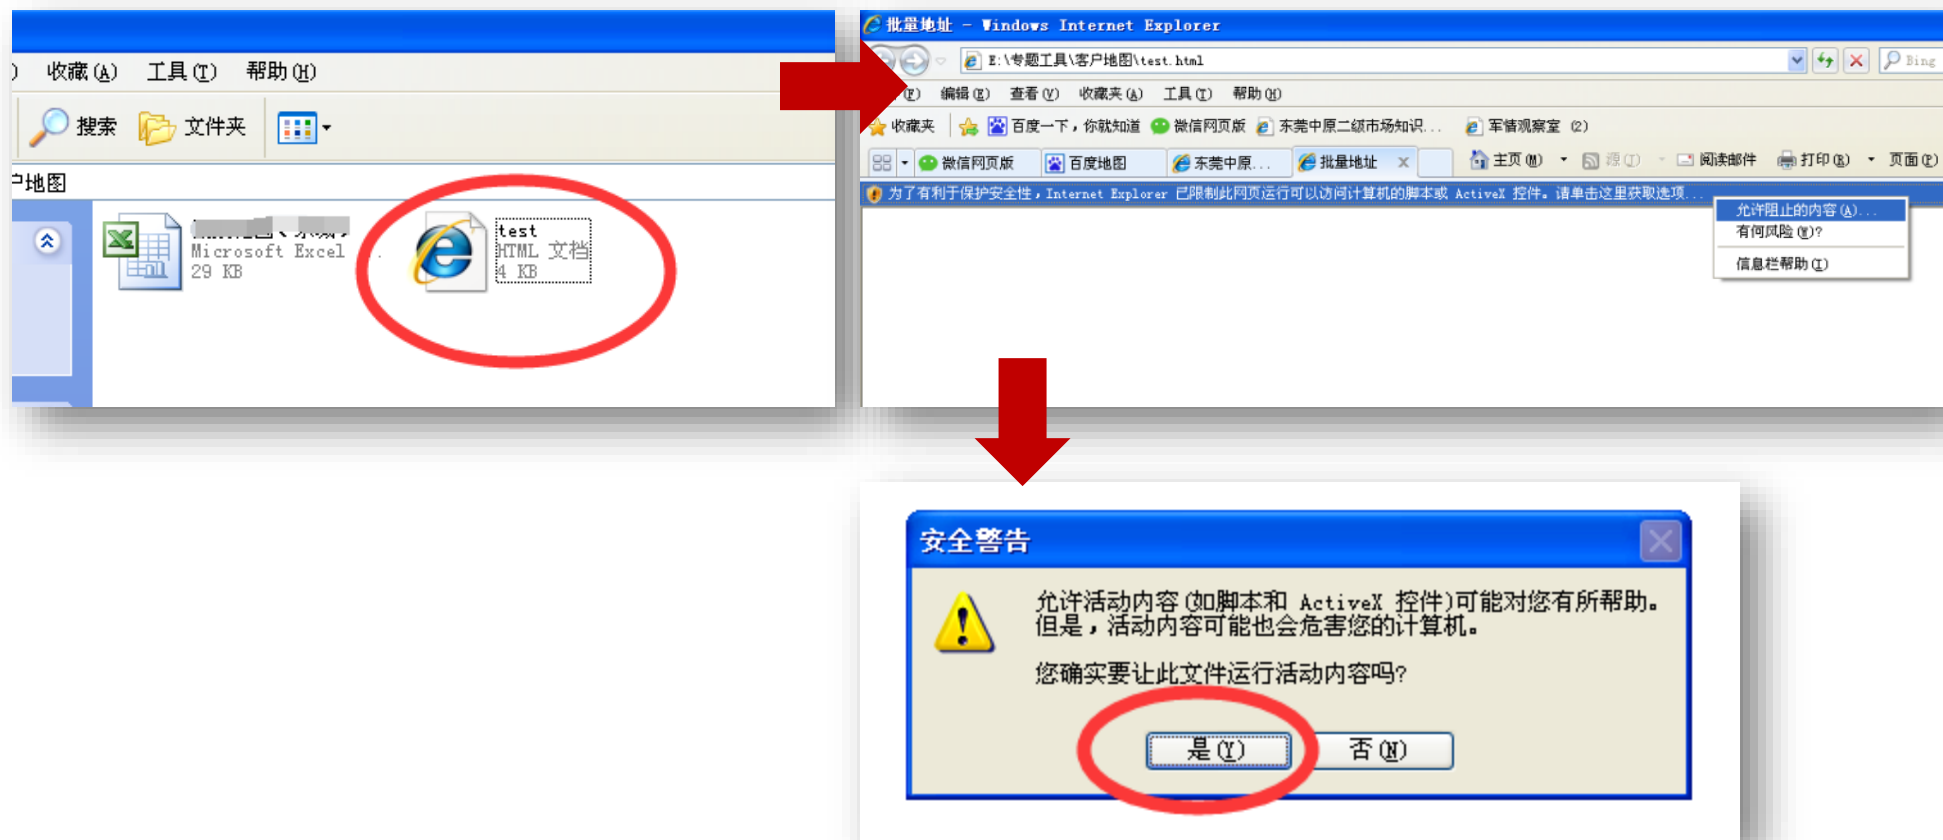 收藏(A) 工具(T) 帮助(H)
搜索 文件夹
户地图
Microsoft Excel ...
29 KB
test
HTML 文档
4 KB
批量地址 - Windows Internet Explorer
E:\专题工具\客户地图\test.html
Bing
(F) 编辑(E) 查看(V) 收藏夹(A) 工具(T) 帮助(H)
收藏夹 百度一下，你就知道 微信网页版 东莞中原二级市场知识... 军情观察室 (2)
微信网页版 百度地图 东莞中原... 批量地址 X 主页(M) 源(J) 阅读邮件 打印(R) 页面(P)
为了有利于保护安全性，Internet Explorer 已限制此网页运行可以访问计算机的脚本或 ActiveX 控件。请单击这里获取选项...
允许阻止的内容(A)...
有何风险(W)?
信息栏帮助(I)
安全警告
允许活动内容(如脚本和 ActiveX 控件)可能对您有所帮助。
但是，活动内容可能也会危害您的计算机。
您确实要让此文件运行活动内容吗?
是(Y) 否(N)